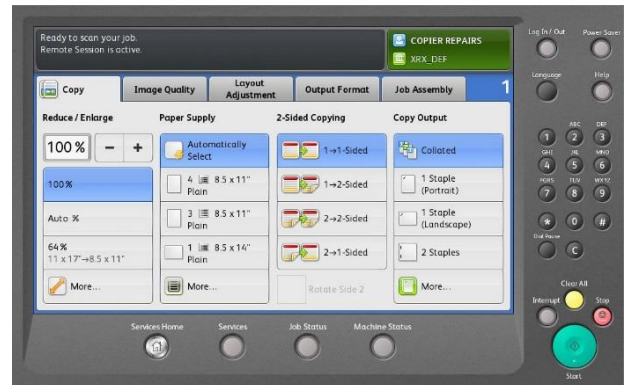 Ready to scan your job.
Remote Session is active.
COPIER REPAIRS
XRX_DEF
Log In / Out
Power Saver
Language
Help
Copy
Image Quality
Layout
Adjustment
Output Format
Job Assembly
1
Reduce / Enlarge
Paper Supply
2-Sided Copying
Copy Output
100 %
-
+
Automatically
Select
1→1-Sided
Collated
100 %
4 8.5 x 11"
Plain
1→2-Sided
1 Staple
(Portrait)
Auto %
3 8.5 x 11"
Plain
2→2-Sided
1 Staple
(Landscape)
64%
11 x 17"→8.5 x 11"
1 8.5 x 14"
Plain
2→1-Sided
2 Staples
More...
More...
Rotate Side 2
More...
ABC
DEF
1
2
3
GHI
JKL
MNO
4
5
6
PQRS
TUV
WXYZ
7
8
9
*
0
#
Dial Pause
C
Clear All
Interrupt
Stop
Start
Services Home
Services
Job Status
Machine Status